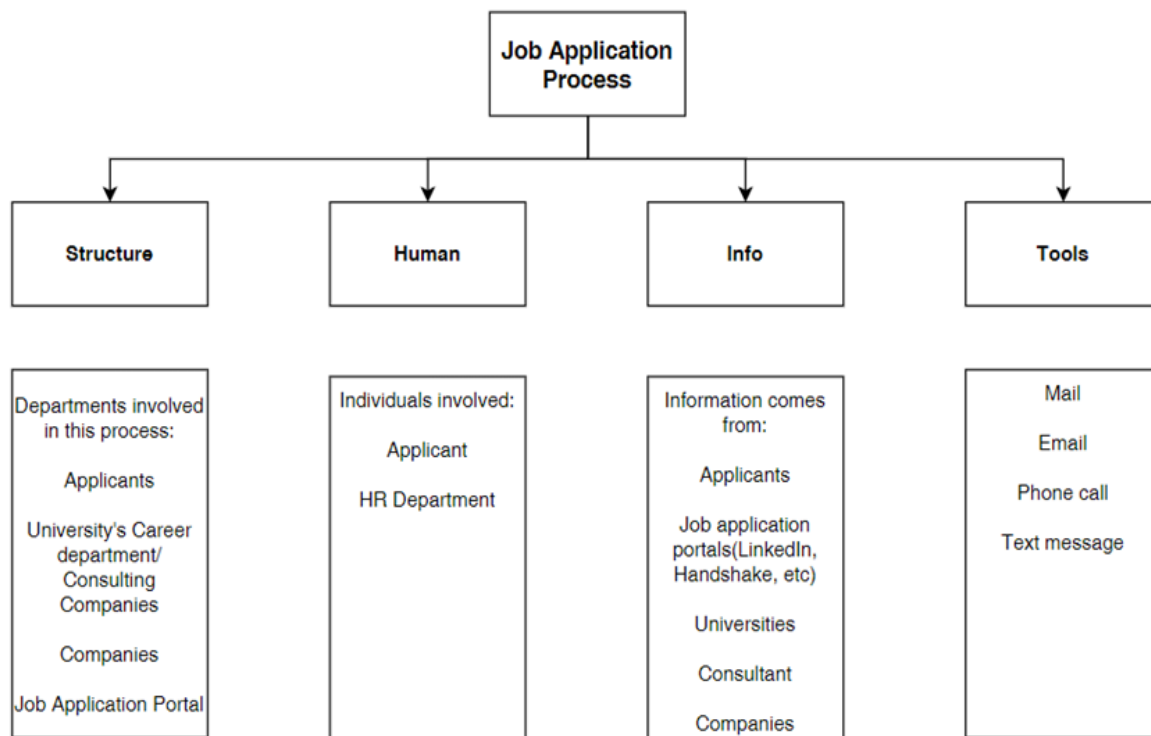 Job Application
Process
Structure
Human
Info
Tools
Departments involved
in this process:
Applicants
University's Career
department/
Consulting
Companies
Companies
Job Application Portal
Individuals involved:
Applicant
HR Department
Information comes
from:
Applicants
Job application
portals(LinkedIn,
Handshake, etc)
Universities
Consultant
Companies
Mail
Email
Phone call
Text message